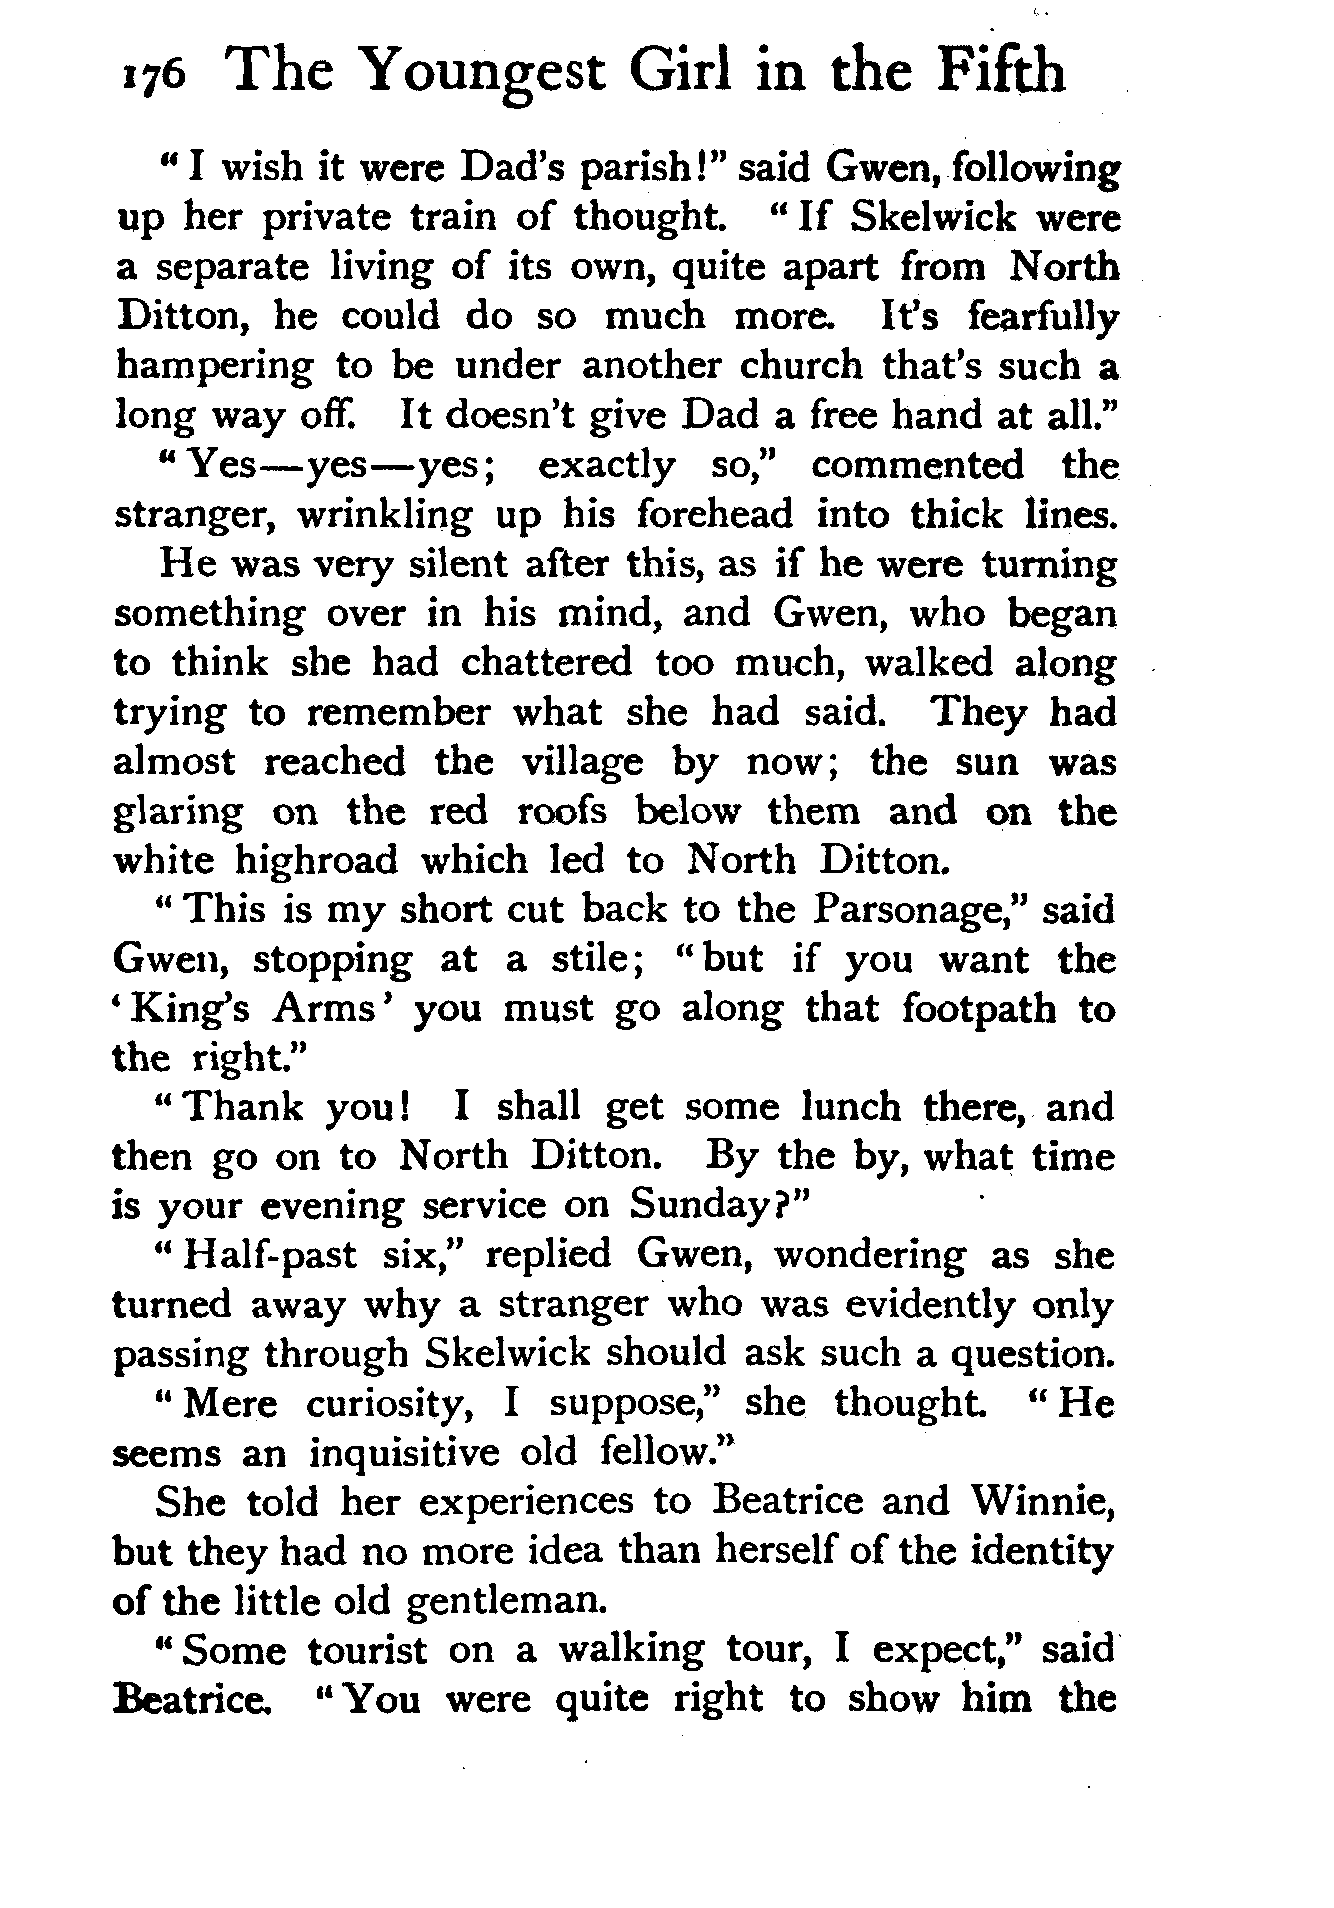 176 The Youngest Girl in the Fifth
“I wish it were Dad's parish!” said Gwen, following
up her private train of thought. “If Skelwick were
a separate living of its own, quite apart from North
Ditton, he could do so much more. It's fearfully
hampering to be under another church that's such a
long way off. It doesn't give Dad a free hand at all.”
“Yes—yes—yes; exactly so,” commented the
stranger, wrinkling up his forehead into thick lines.
He was very silent after this, as if he were turning
something over in his mind, and Gwen, who began
to think she had chattered too much, walked along
trying to remember what she had said. They had
almost reached the village by now; the sun was
glaring on the red roofs below them and on the
white highroad which led to North Ditton.
“This is my short cut back to the Parsonage,” said
Gwen, stopping at a stile; “but if you want the
‘King's Arms’ you must go along that footpath to
the right.”
“Thank you! I shall get some lunch there, and
then go on to North Ditton. By the by, what time
is your evening service on Sunday?”
“Half-past six,” replied Gwen, wondering as she
turned away why a stranger who was evidently only
passing through Skelwick should ask such a question.
“Mere curiosity, I suppose,” she thought. “He
seems an inquisitive old fellow.”
She told her experiences to Beatrice and Winnie,
but they had no more idea than herself of the identity
of the little old gentleman.
“Some tourist on a walking tour, I expect,” said
Beatrice. “You were quite right to show him the